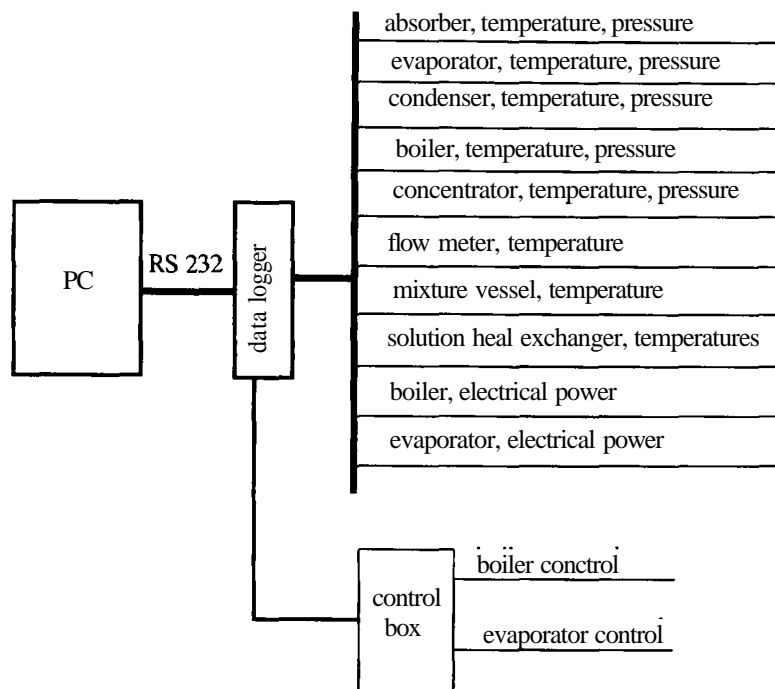 absorber, temperature, pressure
evaporator, temperature, pressure
condenser, temperature, pressure
boiler, temperature, pressure
concentrator, temperature, pressure
flow meter, temperature
mixture vessel, temperature
solution heal exchanger, temperatures
boiler, electrical power
evaporator, electrical power
PC
RS 232
data logger
control
box
boiler conctrol
evaporator control